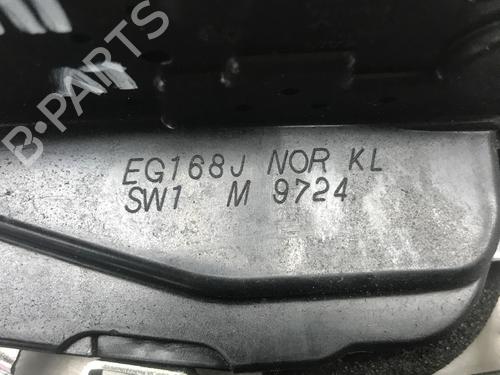 B-PARTS
EG168J NOR KL
SW1 M 9724